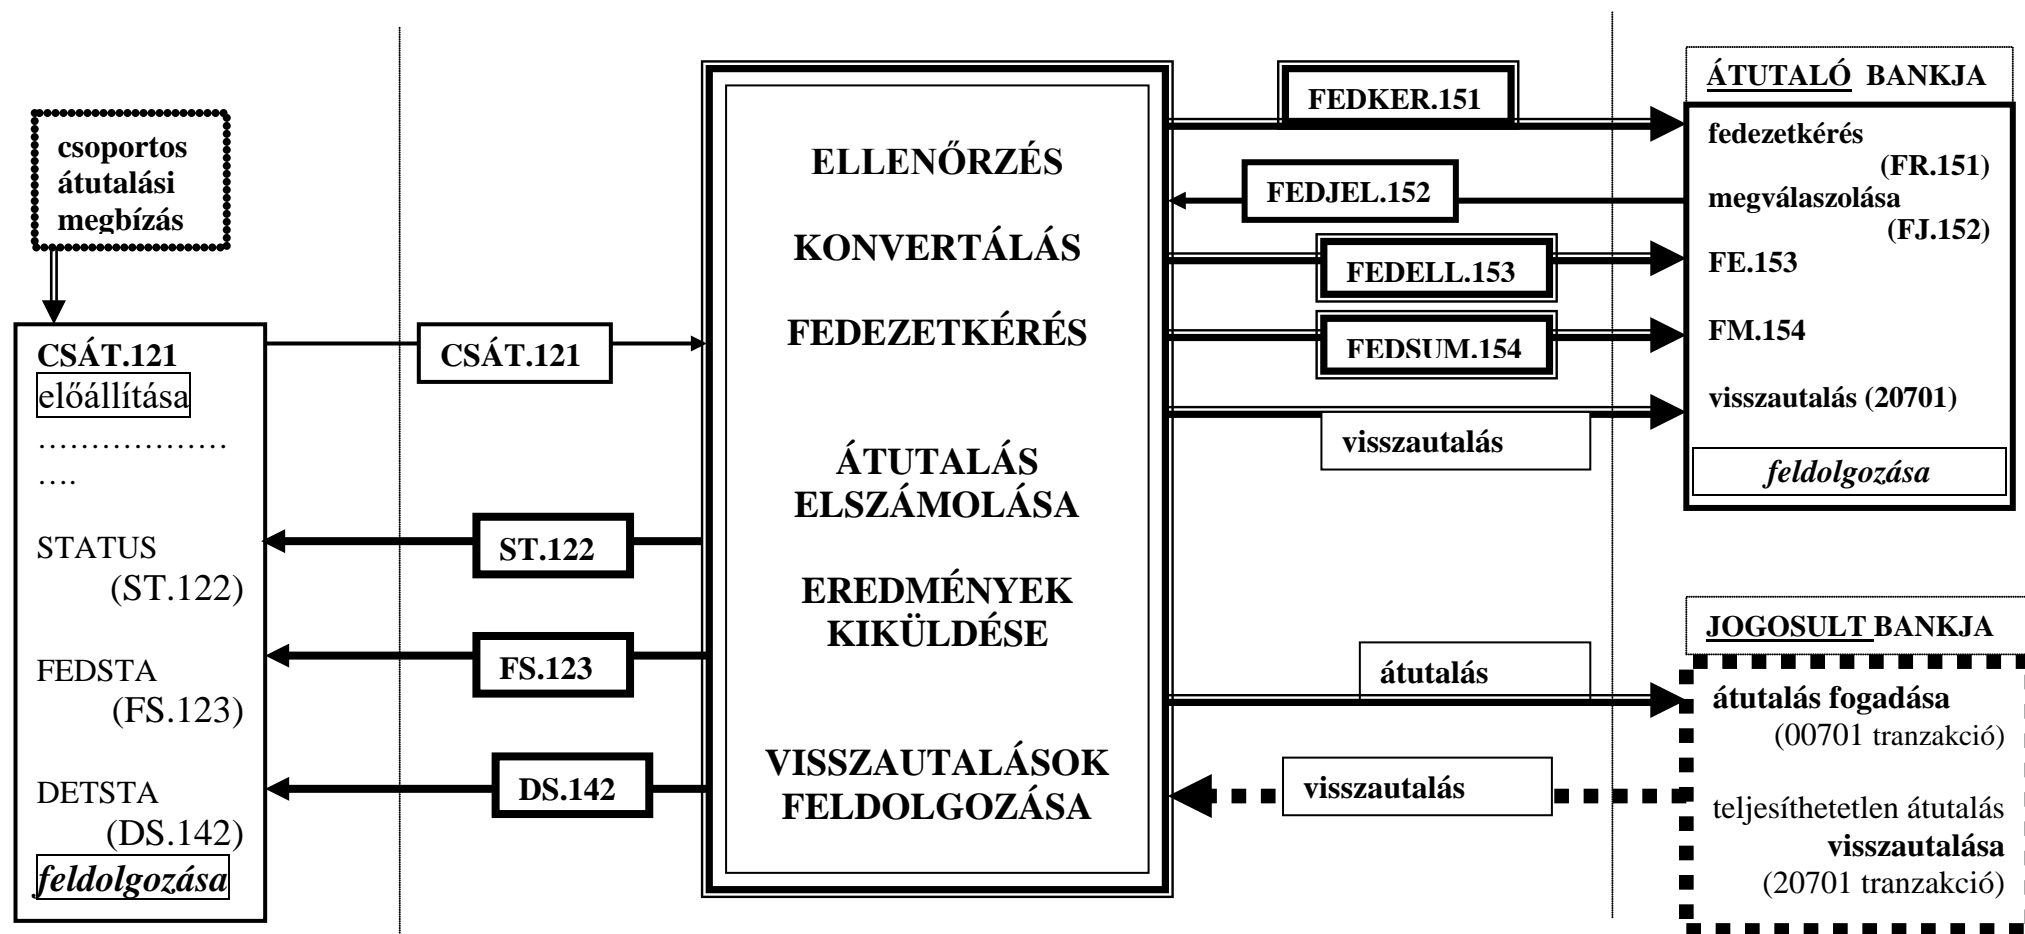 csoportos
átutalási
megbízás
CSÁT.121
előállítása
………………
….
STATUS
(ST.122)
FEDSTA
(FS.123)
DETSTA
(DS.142)
feldolgozása
CSÁT.121
ST.122
FS.123
DS.142
ELLENŐRZÉS
KONVERTÁLÁS
FEDEZETKÉRÉS
ÁTUTALÁS
ELSZÁMOLÁSA
EREDMÉNYEK
KIKÜLDÉSE
VISSZAUTALÁSOK
FELDOLGOZÁSA
FEDKER.151
FEDJEL.152
FEDELL.153
FEDSUM.154
visszautalás
átutalás
visszautalás
ÁTUTALÓ BANKJA
fedezetkérés
(FR.151)
megválaszolása
(FJ.152)
FE.153
FM.154
visszautalás (20701)
feldolgozása
JOGOSULT BANKJA
átutalás fogadása
(00701 tranzakció)
teljesíthetetlen átutalás
visszautalása
(20701 tranzakció)